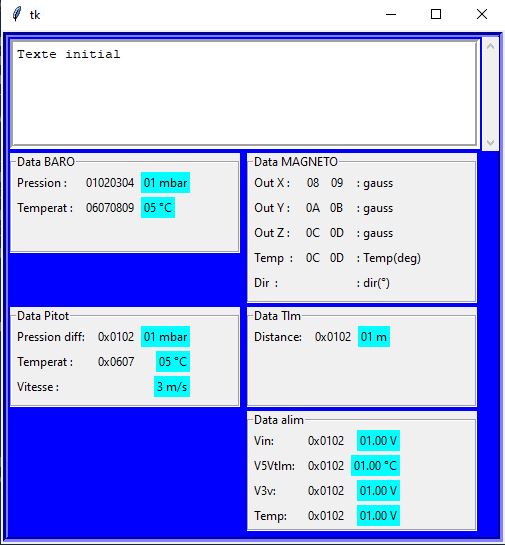 tk
Texte initial
Data BARO
Pression : 01020304 01 mbar
Temperat : 06070809 05 °C
Data MAGNETO
Out X : 08 09 : gauss
Out Y : 0A 0B : gauss
Out Z : 0C 0D : gauss
Temp : 0C 0D : Temp(deg)
Dir : : dir(°)
Data Pitot
Pression diff: 0x0102 01 mbar
Temperat : 0x0607 05 °C
Vitesse : 3 m/s
Data Tlm
Distance: 0x0102 01 m
Data alim
Vin: 0x0102 01.00 V
V5Vtlm: 0x0102 01.00 °C
V3v: 0x0102 01.00 V
Temp: 0x0102 01.00 V